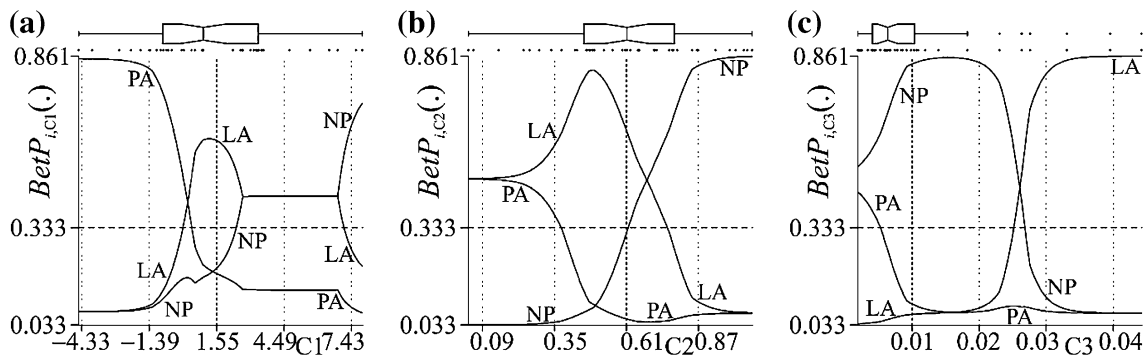 (a)
0.861
0.333
0.033
BetP i,C1(.)
PA
LA
NP
LA
NP
NP
LA
PA
−4.33 −1.39 1.55 C1 4.49 7.43
(b)
0.861
0.333
0.033
BetP i,C2(.)
LA
PA
NP
NP
PA
LA
0.09 0.35 0.61 C2 0.87
(c)
0.861
0.333
0.033
BetP i,C3(.)
NP
PA
LA
LA
NP
PA
0.01 0.02 0.03 C3 0.04